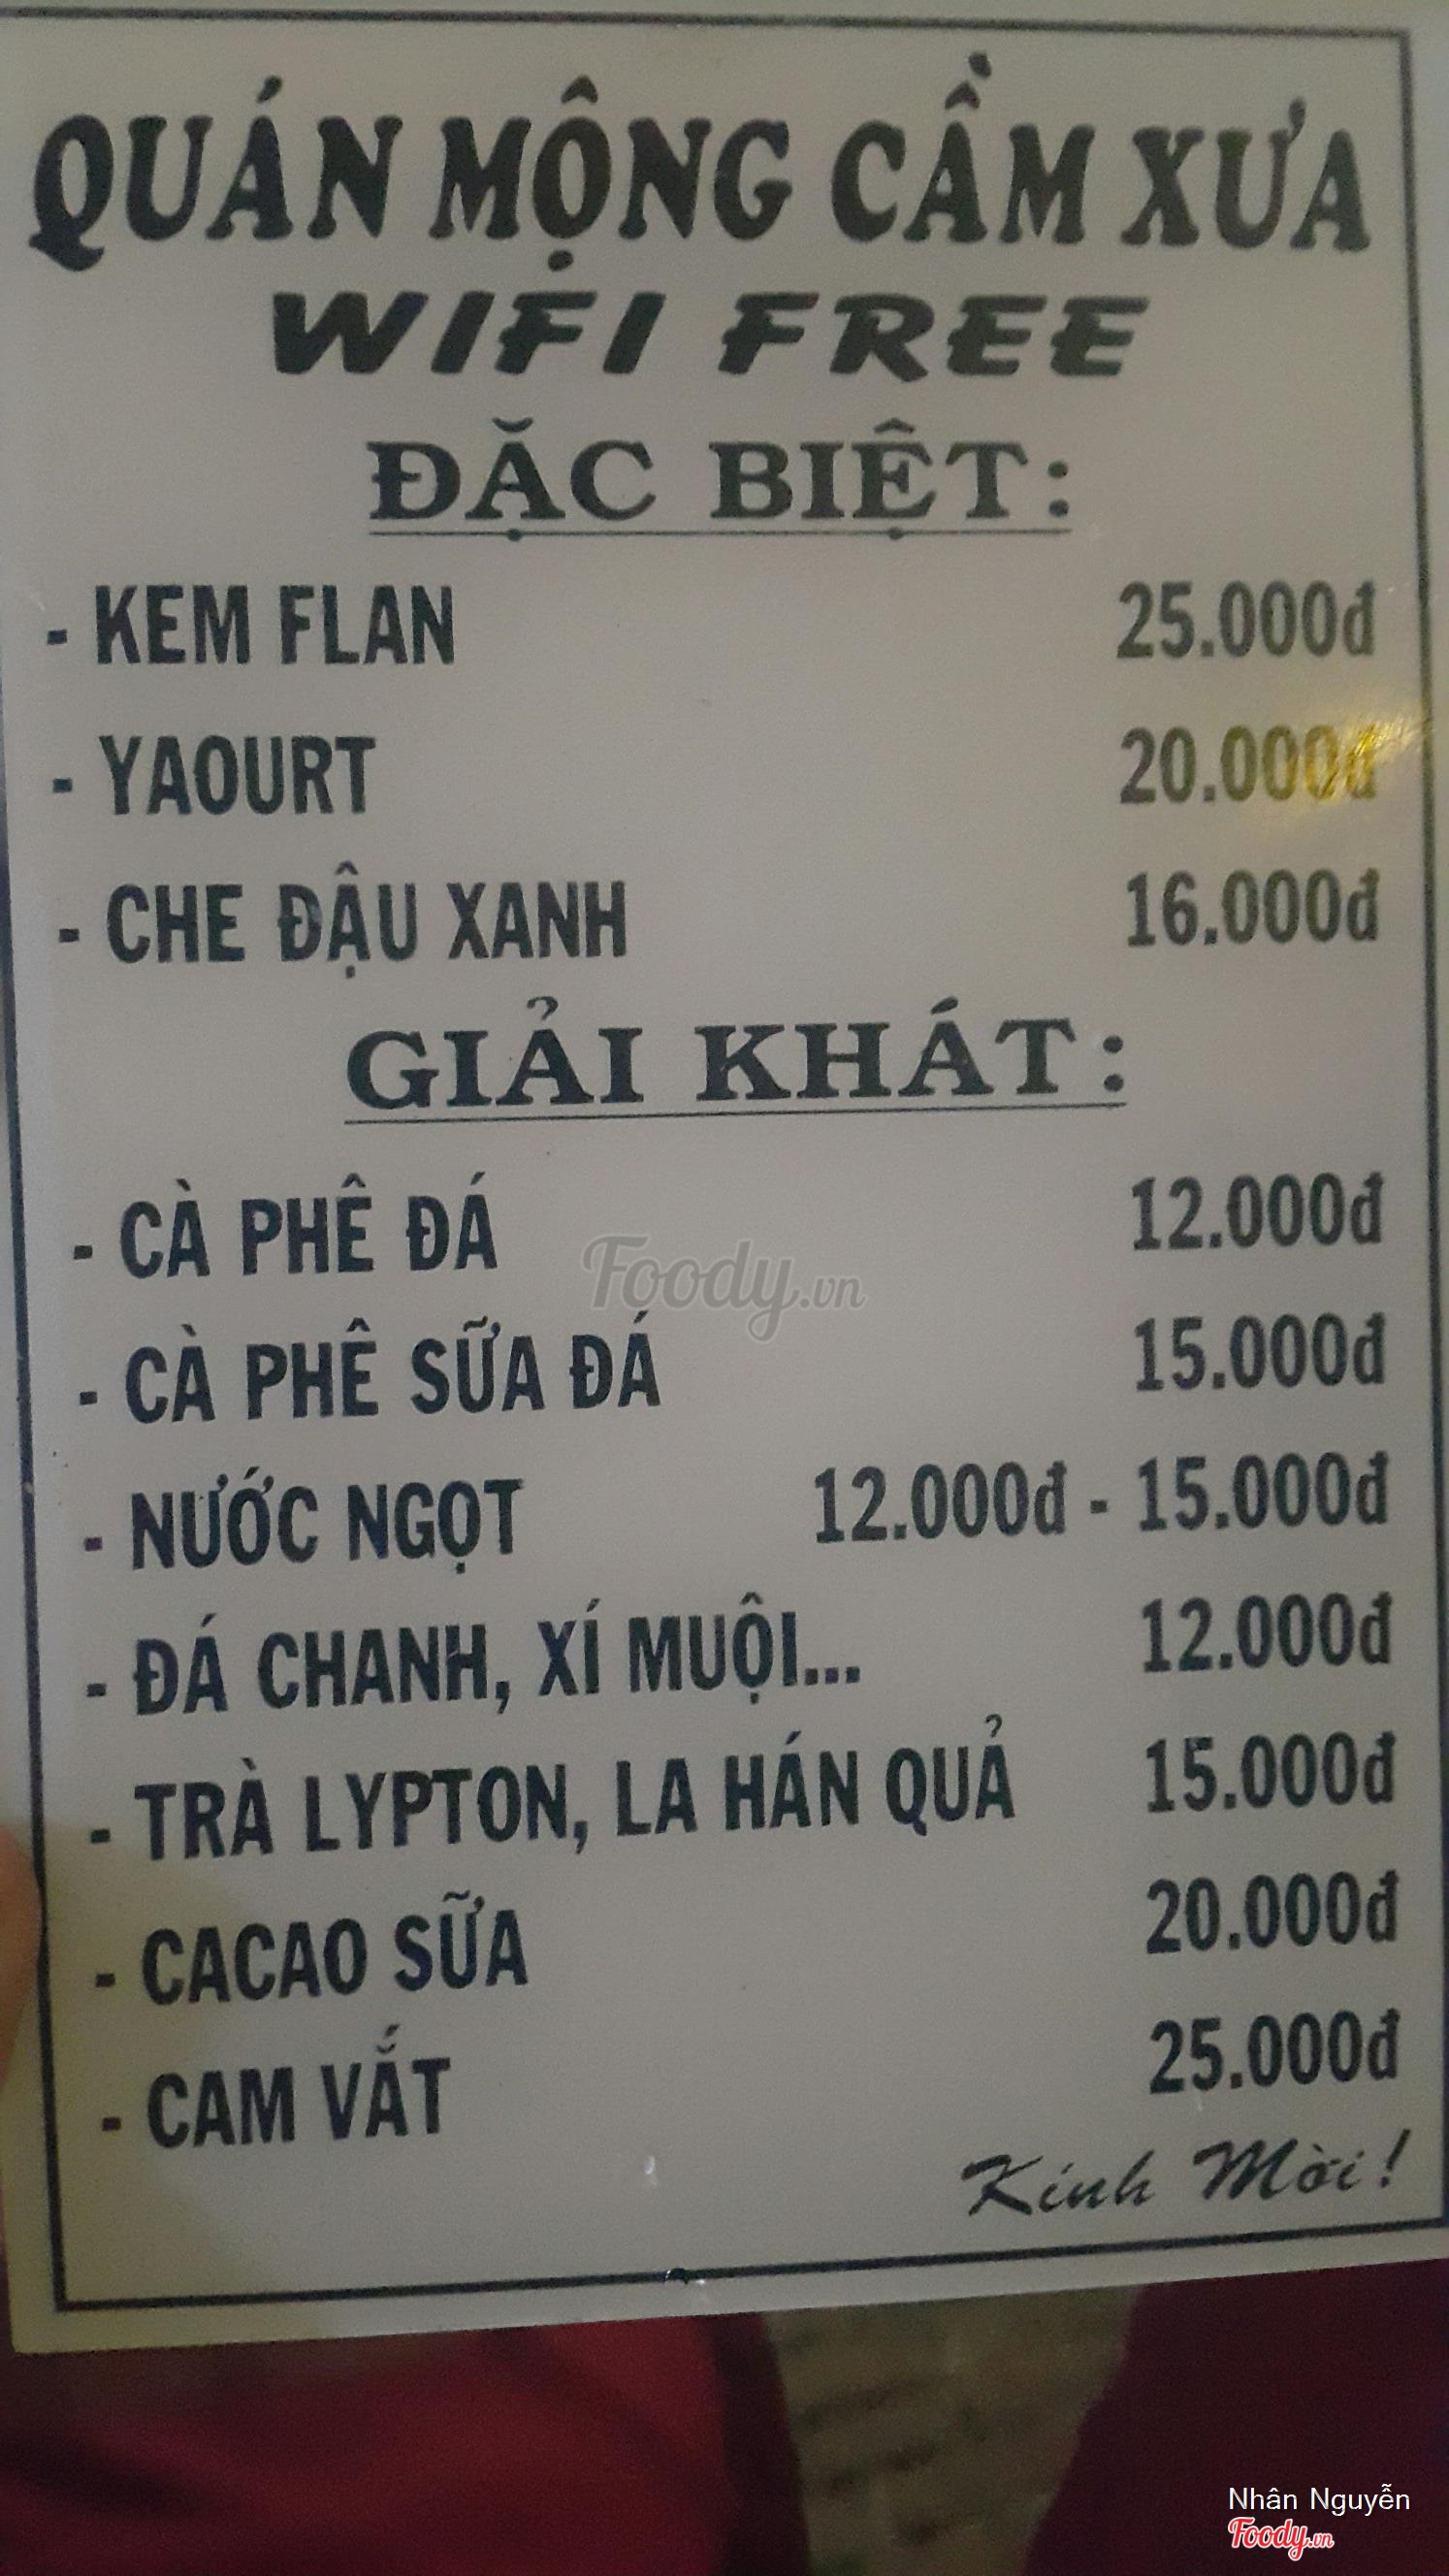 QUÁN MỘNG CẦM XƯA
WIFI FREE
ĐẶC BIỆT:
- KEM FLAN 25.000đ
- YAOURT 20.000đ
- CHE ĐẬU XANH 16.000đ
GIẢI KHÁT:
- CÀ PHÊ ĐÁ 12.000đ
- CÀ PHÊ SỮA ĐÁ 15.000đ
- NƯỚC NGỌT 12.000đ - 15.000đ
- ĐÁ CHANH, XÍ MUỘI... 12.000đ
- TRÀ LYPTON, LA HÁN QUẢ 15.000đ
- CACAO SỮA 20.000đ
- CAM VẮT 25.000đ
Kính Mời!
Foody.vn
Nhân Nguyễn
Foody.vn